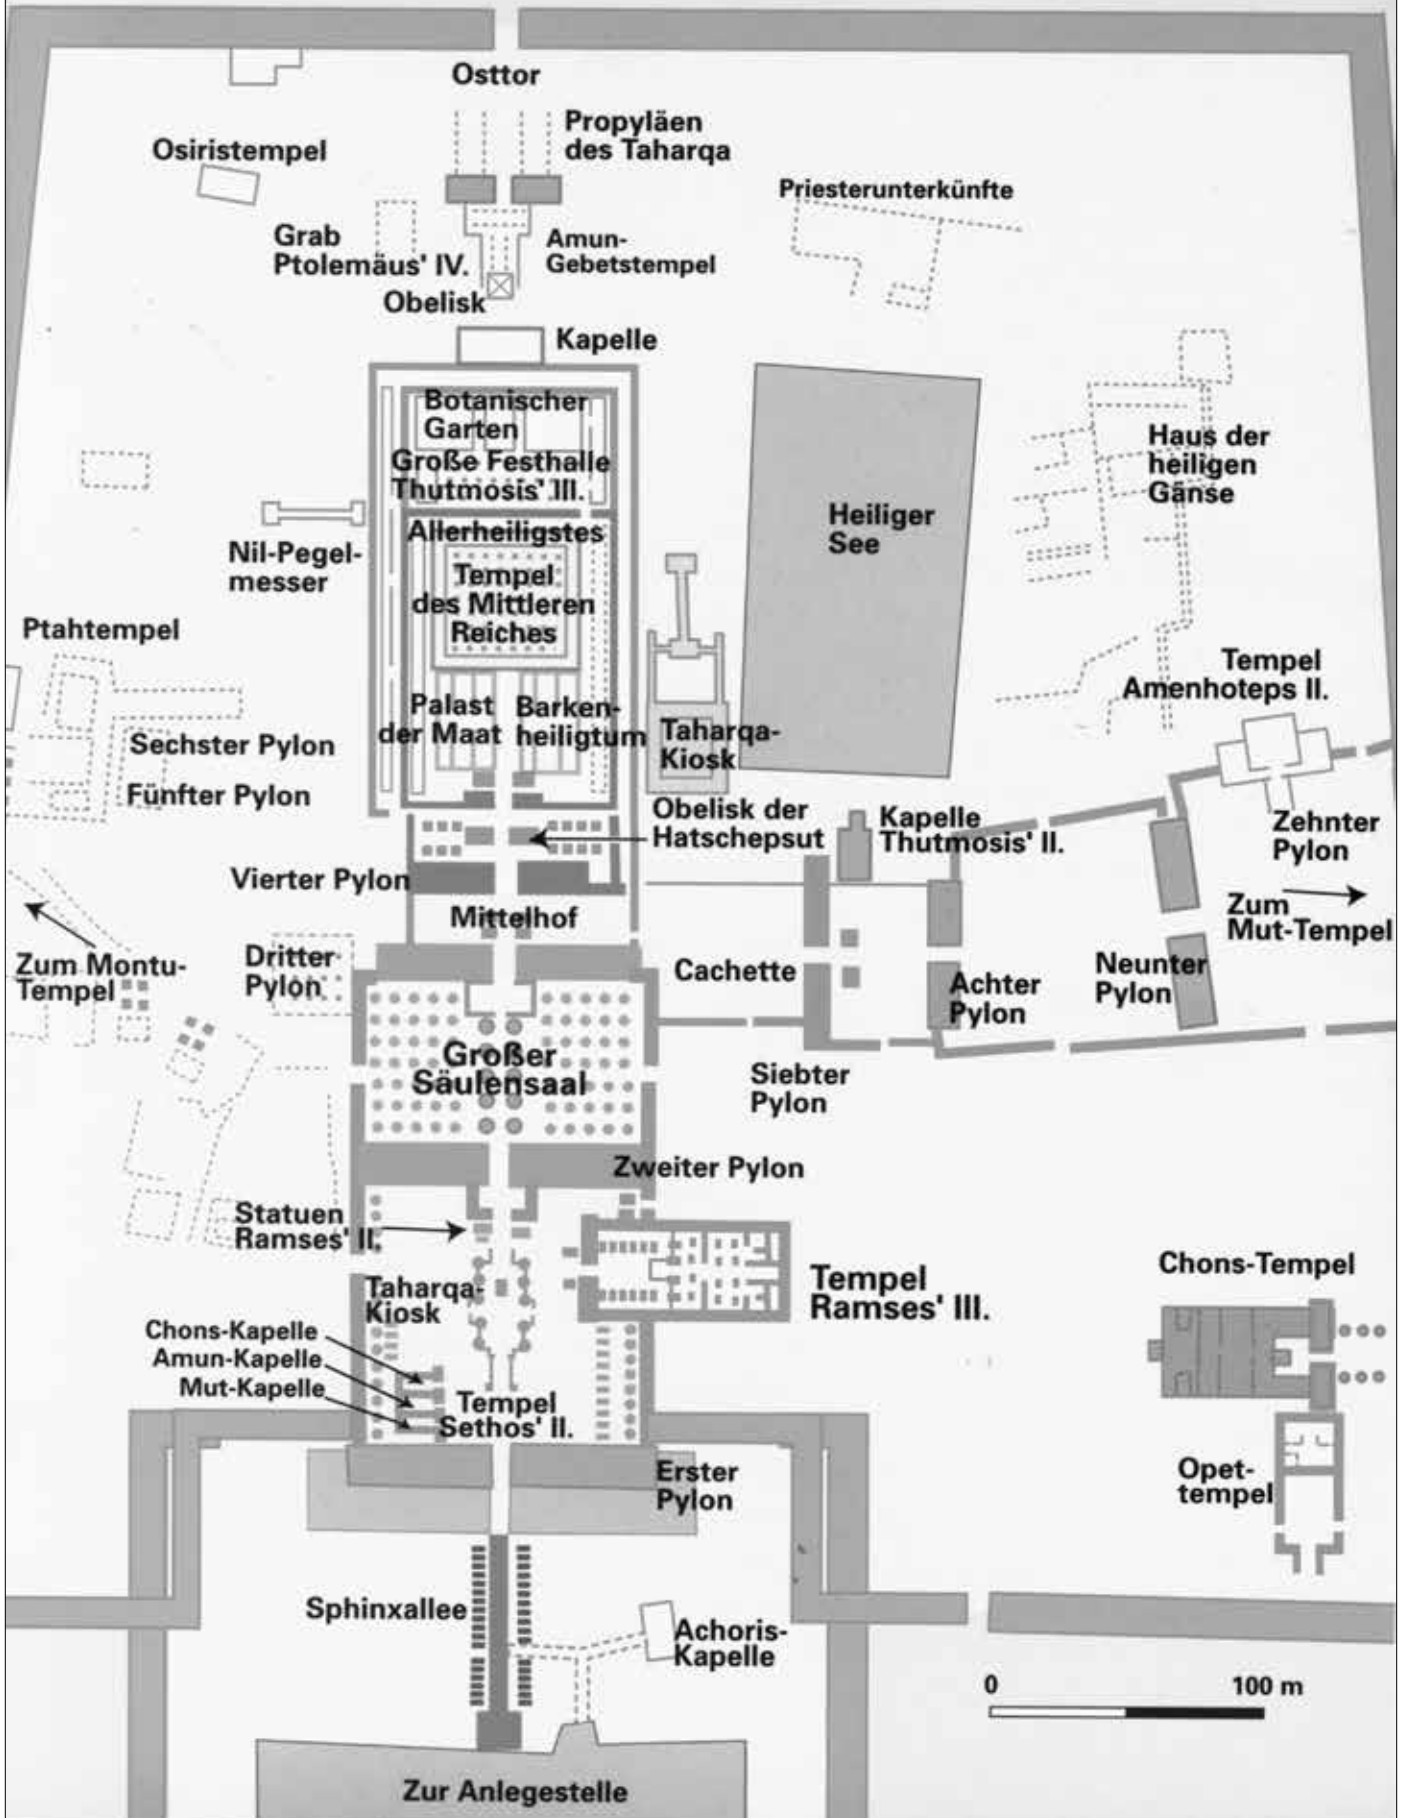 Osttor
Propyläen
des Taharqa
Osiristempel
Priesterunterkünfte
Grab
Ptolemäus' IV.
Amun-
Gebetstempel
Obelisk
Kapelle
Botanischer
Garten
Große Festhalle
Thutmosis' III.
Haus der
heiligen
Gänse
Heiliger
See
Allerheiligstes
Nil-Pegel-
messer
Tempel
des Mittleren
Reiches
Ptahtempel
Tempel
Amenhoteps II.
Palast
der Maat
Barken-
heiligtum
Taharqa-
Kiosk
Sechster Pylon
Fünfter Pylon
Obelisk der
Hatschepsut
Kapelle
Thutmosis' II.
Zehnter
Pylon
Vierter Pylon
Mittelhof
Zum
Mut-Tempel
Dritter
Pylon
Zum Montu-
Tempel
Cachette
Achter
Pylon
Neunter
Pylon
Großer
Säulensaal
Siebter
Pylon
Zweiter Pylon
Statuen
Ramses' II.
Taharqa-
Kiosk
Tempel
Ramses' III.
Chons-Tempel
Chons-Kapelle
Amun-Kapelle
Mut-Kapelle
Tempel
Sethos' II.
Erster
Pylon
Opet-
tempel
Sphinxallee
Achoris-
Kapelle
0 100 m
Zur Anlegestelle